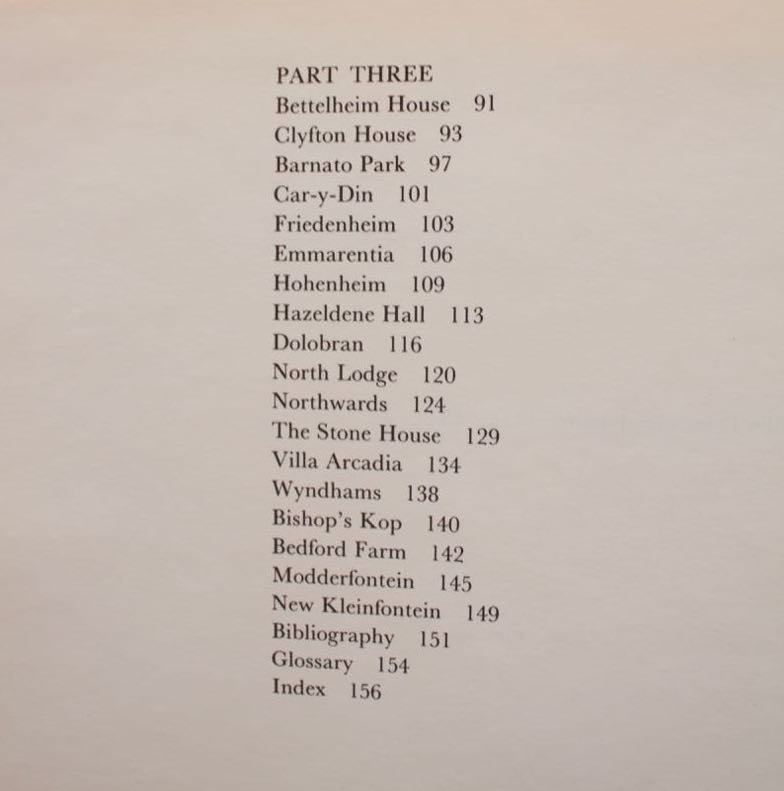 PART THREE
Bettelheim House 91
Clyfton House 93
Barnato Park 97
Car-y-Din 101
Friedenheim 103
Emmarentia 106
Hohenheim 109
Hazeldene Hall 113
Dolobran 116
North Lodge 120
Northwards 124
The Stone House 129
Villa Arcadia 134
Wyndhams 138
Bishop's Kop 140
Bedford Farm 142
Modderfontein 145
New Kleinfontein 149
Bibliography 151
Glossary 154
Index 156